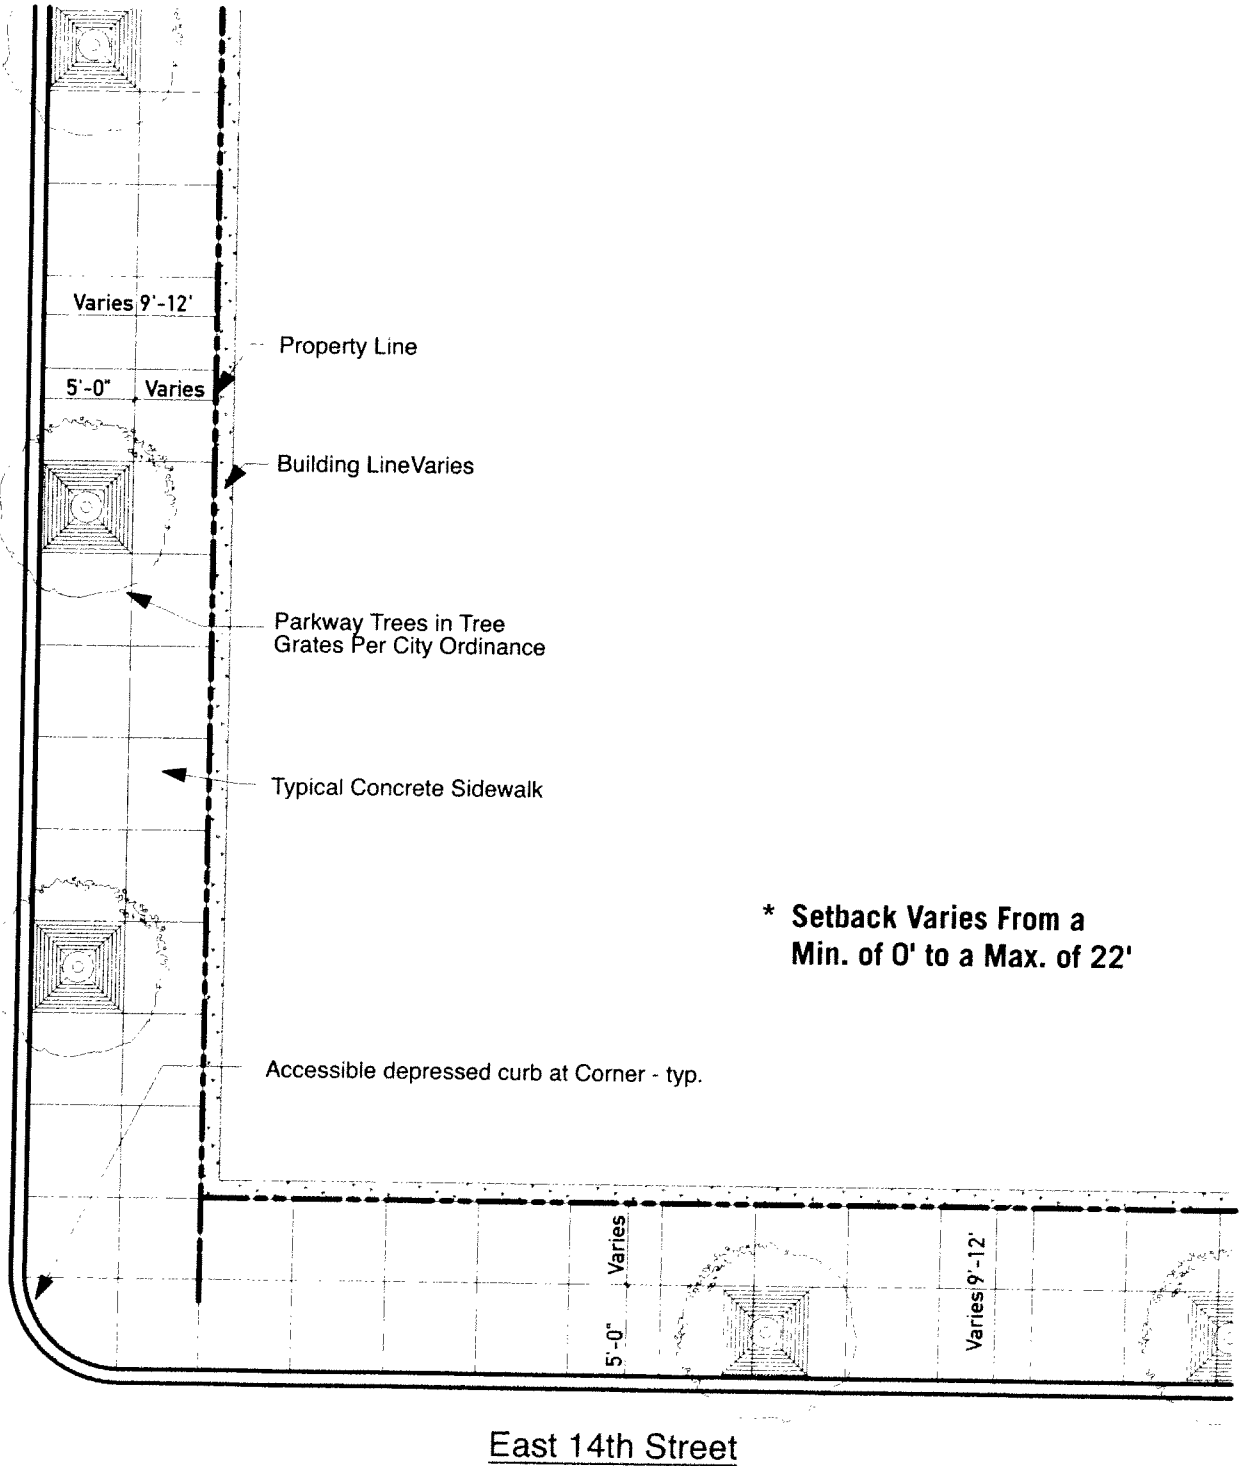 Varies 9'-12'
Property Line
5'-0" Varies
Building LineVaries
Parkway Trees in Tree
Grates Per City Ordinance
Typical Concrete Sidewalk
* Setback Varies From a
Min. of 0' to a Max. of 22'
Accessible depressed curb at Corner - typ.
5'-0" Varies
Varies 9'-12'
East 14th Street